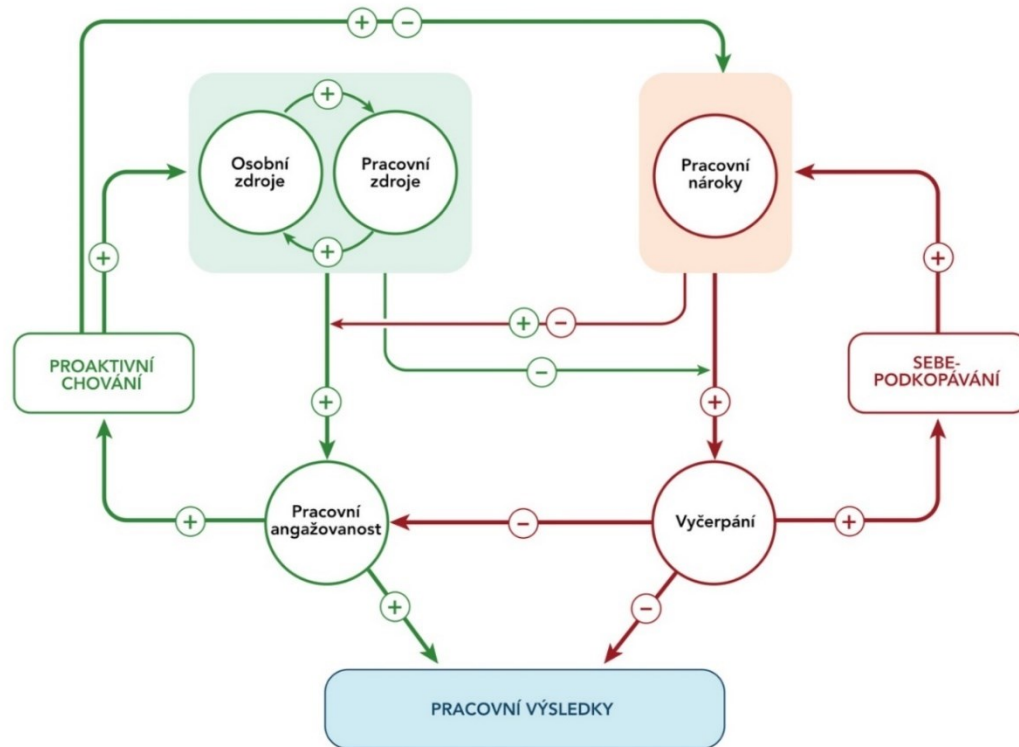 +
−
+
Osobní
zdroje
Pracovní
zdroje
Pracovní
nároky
+
+
+
+
−
PROAKTIVNÍ
CHOVÁNÍ
SEBE-
PODKOPÁVÁNÍ
−
+
+
Pracovní
angažovanost
Vyčerpání
+
−
+
+
−
PRACOVNÍ VÝSLEDKY